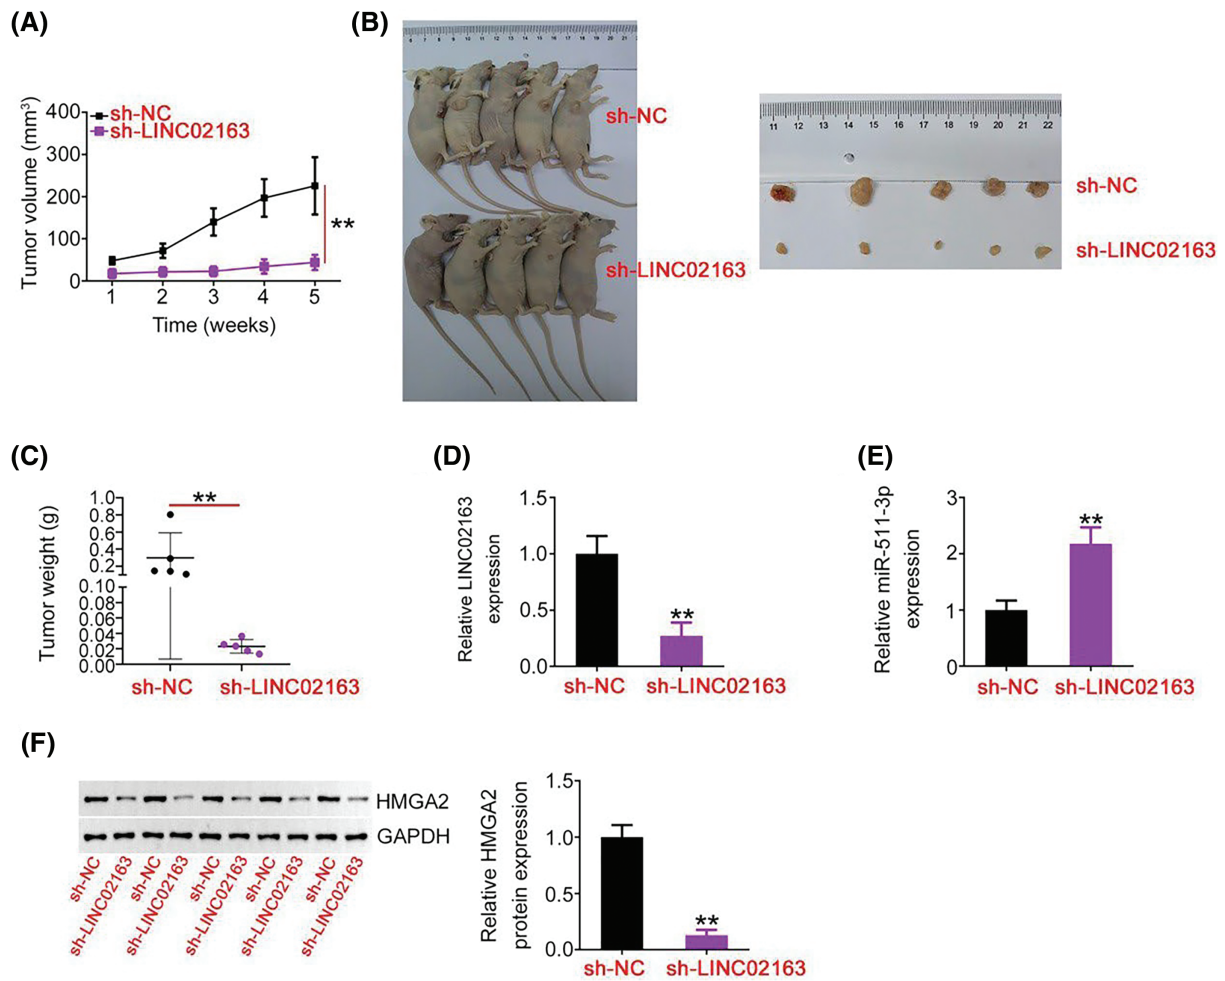 (A)
sh-NC
sh-LINC02163
Tumor volume (mm³)
400
300
200
100
0
**
1 2 3 4 5
Time (weeks)
(B)
sh-NC
sh-LINC02163
11 12 13 14 15 16 17 18 19 20 21 22
sh-NC
sh-LINC02163
(C)
Tumor weight (g)
1.0
0.8
0.6
0.4
0.2
0.10
0.08
0.06
0.04
0.02
0.00
**
sh-NC sh-LINC02163
(D)
Relative LINC02163
expression
1.5
1.0
0.5
0.0
**
sh-NC sh-LINC02163
(E)
Relative miR-511-3p
expression
3
2
1
0
**
sh-NC sh-LINC02163
(F)
HMGA2
GAPDH
sh-NC
sh-LINC02163
sh-NC
sh-LINC02163
sh-NC
sh-LINC02163
sh-NC
sh-LINC02163
sh-NC
sh-LINC02163
Relative HMGA2
protein expression
1.5
1.0
0.5
0.0
**
sh-NC sh-LINC02163